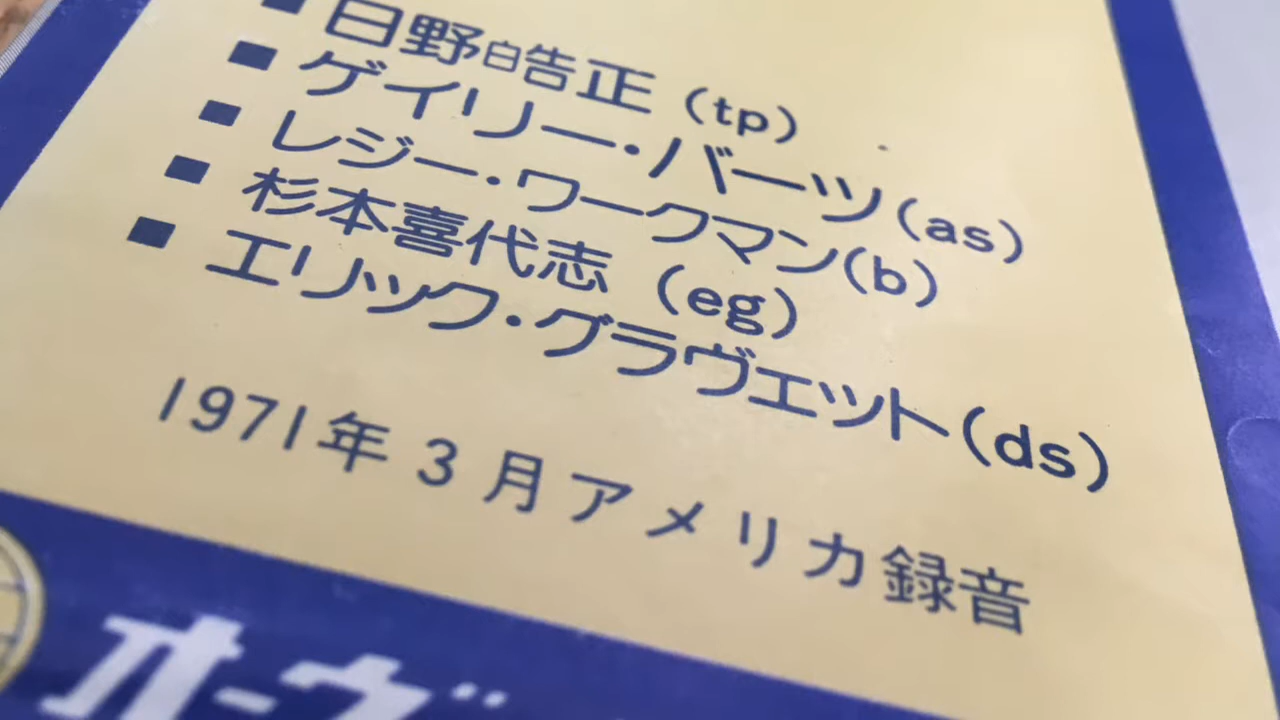 ■ 日野皓正 (tp)
■ ゲイリー・バーツ (as)
■ レジー・ワークマン (b)
■ 杉本喜代志 (eg)
■ エリック・グラヴェット (ds)
1971年3月アメリカ録音